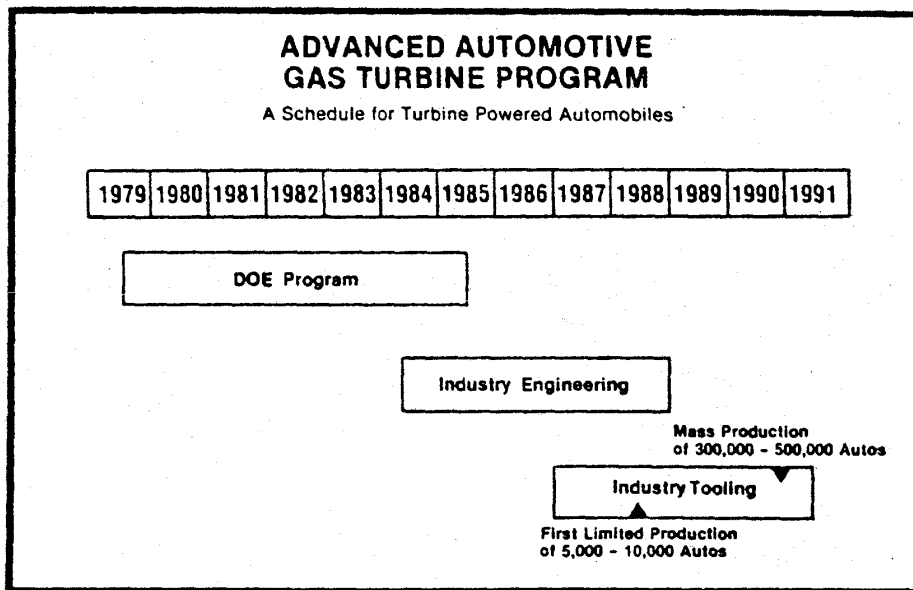 ADVANCED AUTOMOTIVE
GAS TURBINE PROGRAM
A Schedule for Turbine Powered Automobiles
1979 1980 1981 1982 1983 1984 1985 1986 1987 1988 1989 1990 1991
DOE Program
Industry Engineering
Mass Production
of 300,000 - 500,000 Autos
Industry Tooling
First Limited Production
of 5,000 - 10,000 Autos